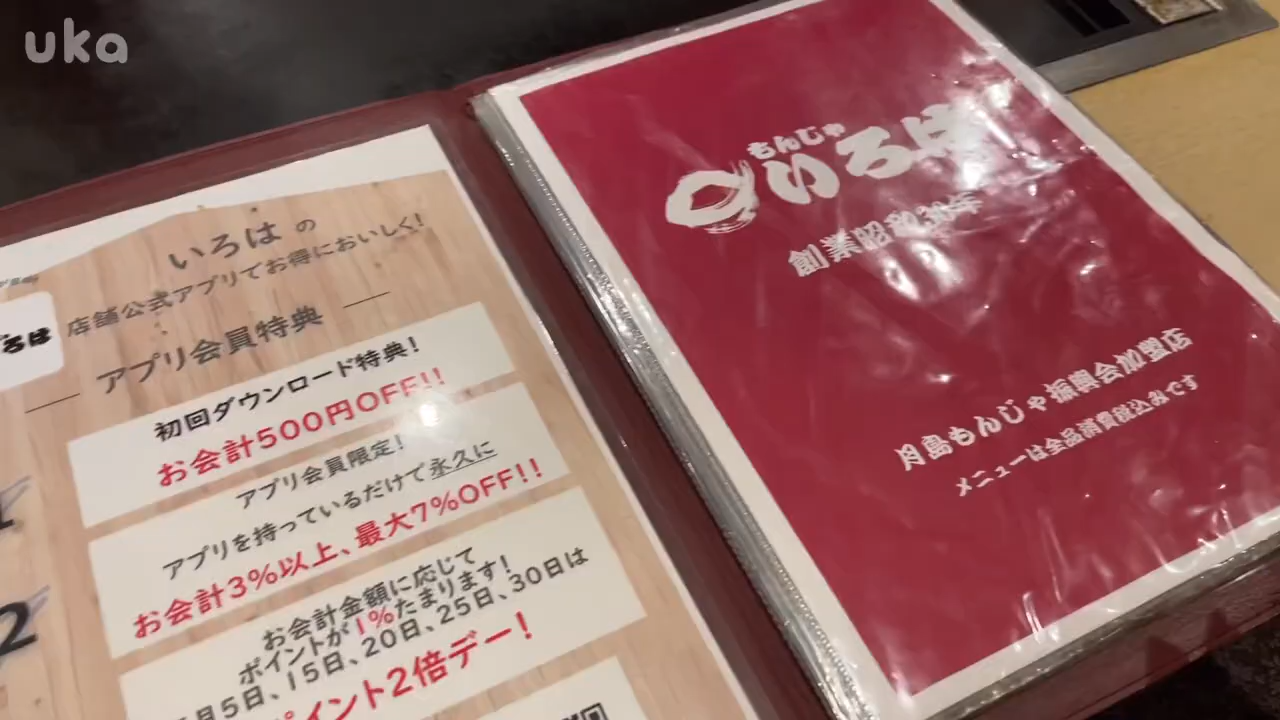 uka
いろは の
店舗公式アプリでお得においしく!
ろは
アプリ会員特典
初回ダウンロード特典!
お会計500円OFF!!
アプリ会員限定!
アプリを持っているだけで永久に
お会計3%以上、最大7%OFF!!
お会計金額に応じて
ポイントが1%たまります!
月5日、15日、20日、25日、30日は
イント2倍デー!
2
もんじゃ
いろは
創業昭和30年
月島もんじゃ振興会加盟店
メニューは全品消費税込みです